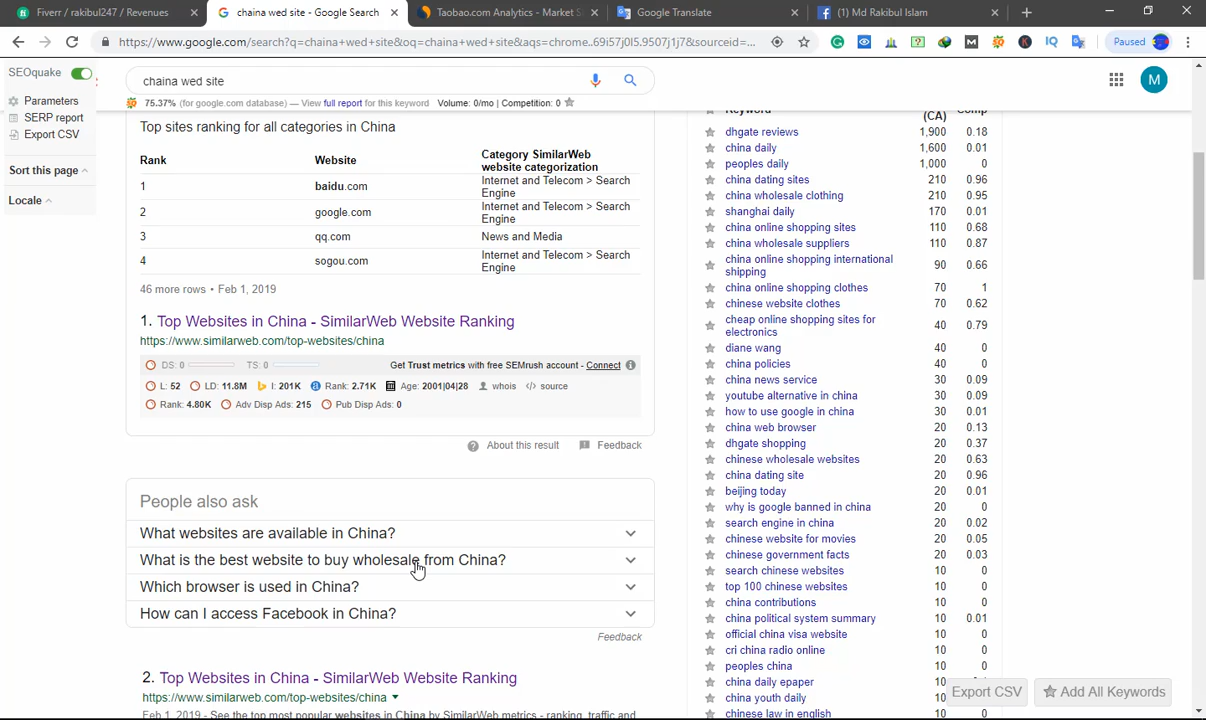 Fiverr / rakibul247 / Revenues
chaina wed site - Google Search
Taobao.com Analytics - Market S
Google Translate
(1) Md Rakibul Islam
https://www.google.com/search?q=chaina+wed+site&oq=chaina+wed+site&aqs=chrome..69i57j0l5.9507j1j7&sourceid=...
Paused
SEOquake
chaina wed site
M
75.37% (for google.com database) — View full report for this keyword Volume: 0/mo | Competition: 0
Parameters
SERP report
Export CSV
Sort this page
Locale
Top sites ranking for all categories in China
Rank Website Category SimilarWeb
website categorization
1 baidu.com Internet and Telecom > Search
Engine
2 google.com Internet and Telecom > Search
Engine
3 qq.com News and Media
4 sogou.com Internet and Telecom > Search
Engine
46 more rows • Feb 1, 2019
1. Top Websites in China - SimilarWeb Website Ranking
https://www.similarweb.com/top-websites/china
DS: 0 TS: 0 Get Trust metrics with free SEMrush account - Connect
L: 52 LD: 11.8M I: 201K Rank: 2.71K Age: 2001|04|28 whois source
Rank: 4.80K Adv Disp Ads: 215 Pub Disp Ads: 0
About this result Feedback
People also ask
What websites are available in China?
What is the best website to buy wholesale from China?
Which browser is used in China?
How can I access Facebook in China?
Feedback
2. Top Websites in China - SimilarWeb Website Ranking
https://www.similarweb.com/top-websites/china
Feb 1, 2019 - See the top most popular websites in China by SimilarWeb metrics - ranking, traffic and
Keyword (CA) Comp
dhgate reviews 1,900 0.18
china daily 1,600 0.01
peoples daily 1,000 0
china dating sites 210 0.96
china wholesale clothing 210 0.95
shanghai daily 170 0.01
china online shopping sites 110 0.68
china wholesale suppliers 110 0.87
china online shopping international
shipping 90 0.66
china online shopping clothes 70 1
chinese website clothes 70 0.62
cheap online shopping sites for
electronics 40 0.79
diane wang 40 0
china policies 40 0
china news service 30 0.09
youtube alternative in china 30 0.09
how to use google in china 30 0.01
china web browser 20 0.13
dhgate shopping 20 0.37
chinese wholesale websites 20 0.63
china dating site 20 0.96
beijing today 20 0.01
why is google banned in china 20 0
search engine in china 20 0.02
chinese website for movies 20 0.05
chinese government facts 20 0.03
search chinese websites 10 0
top 100 chinese websites 10 0
china contributions 10 0
china political system summary 10 0.01
official china visa website 10 0
cri china radio online 10 0
peoples china 10 0
china daily epaper 10
china youth daily 10
chinese law in english 10 0
Export CSV Add All Keywords